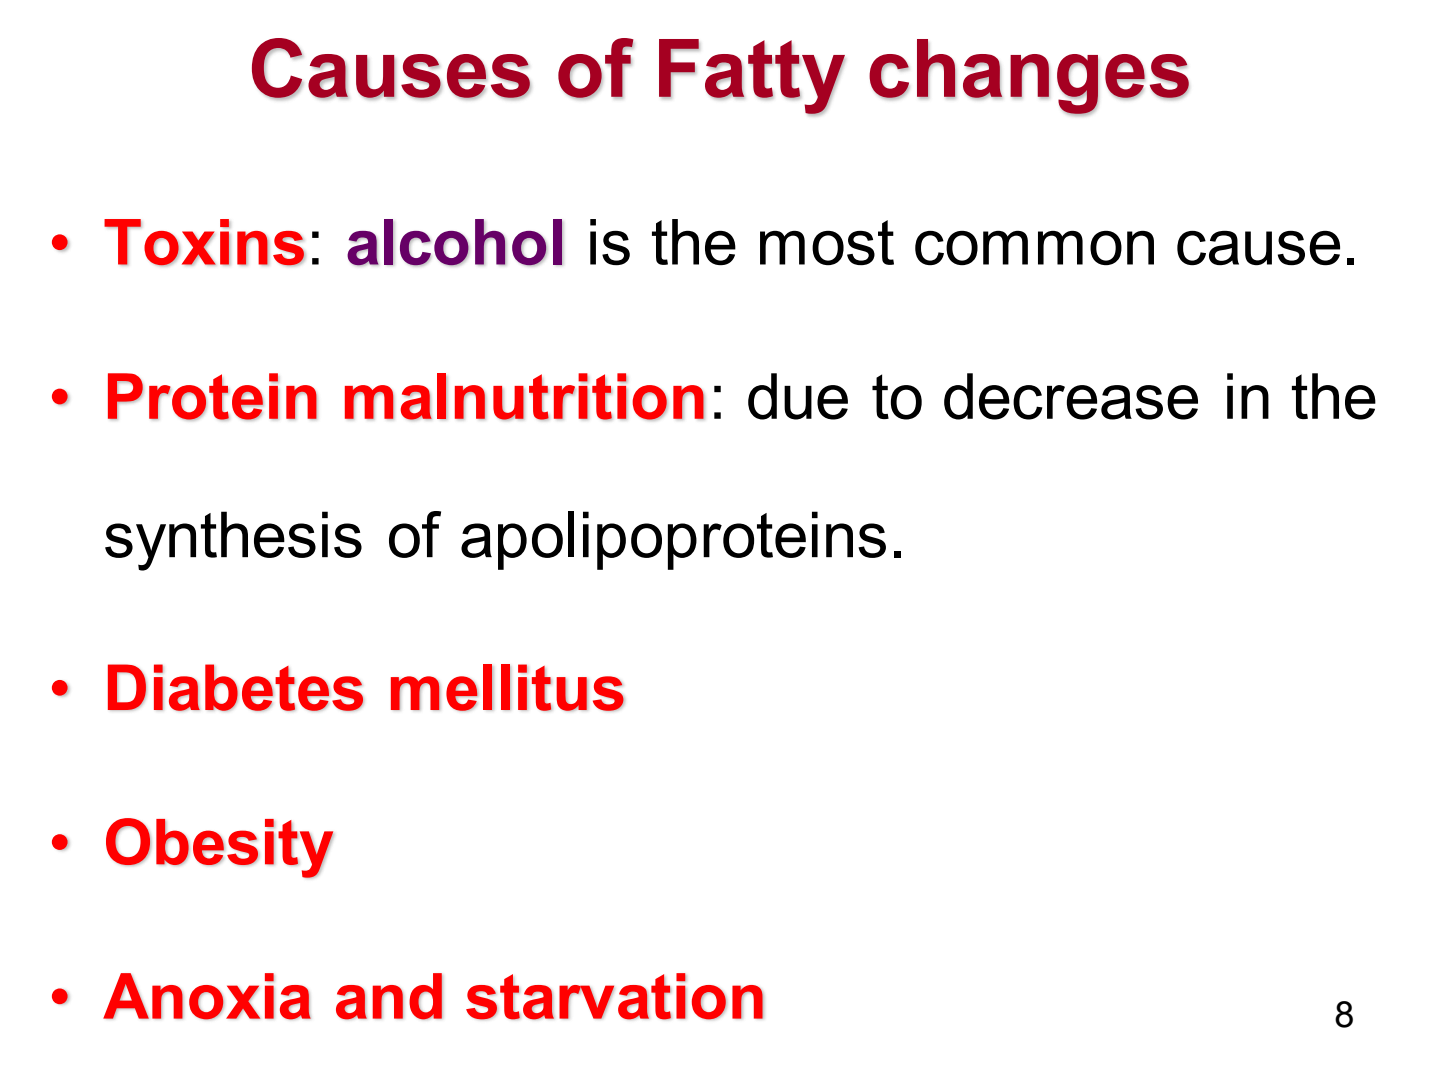 Causes of Fatty changes
• Toxins: alcohol is the most common cause.
• Protein malnutrition: due to decrease in the
synthesis of apolipoproteins.
• Diabetes mellitus
• Obesity
• Anoxia and starvation
8